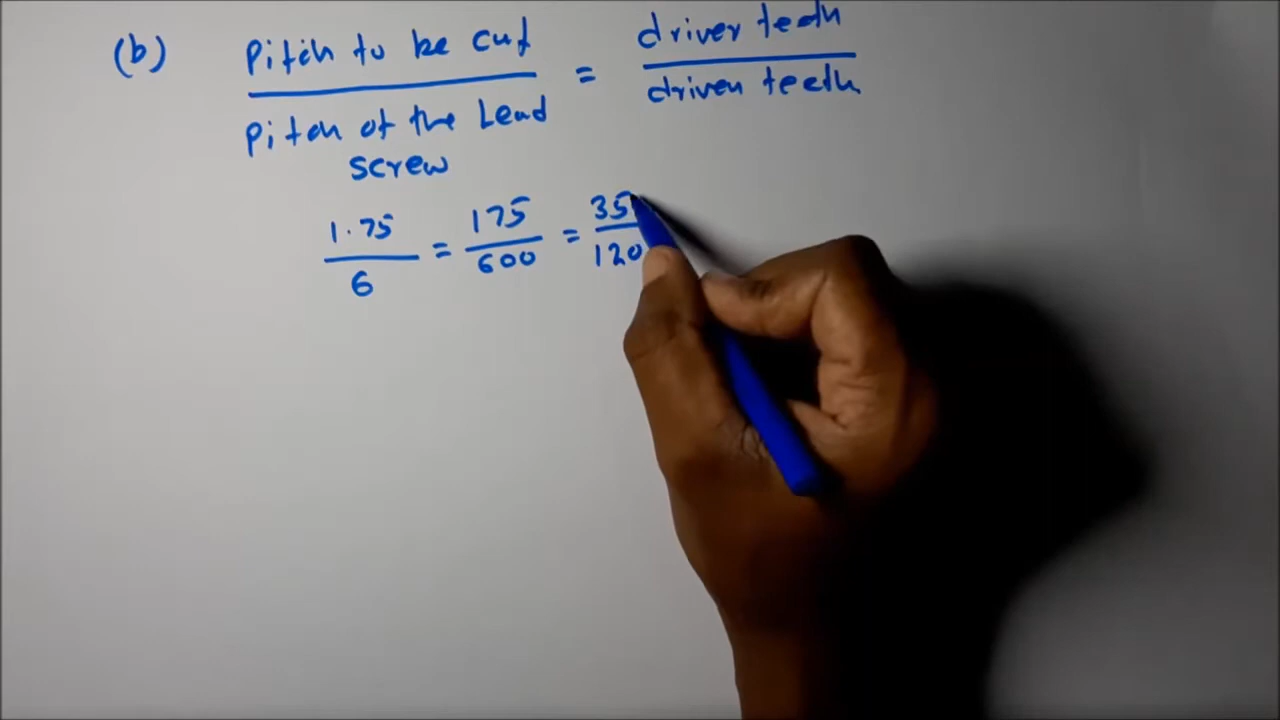 (b) Pitch to be cut / Pitch of the Lead screw = driver teeth / driven teeth
1.75 / 6 = 175 / 600 = 35 / 120